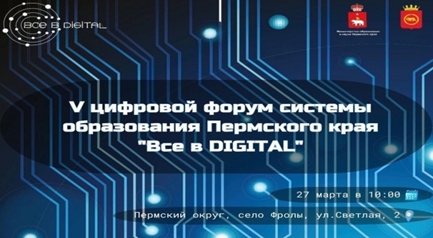 ВСЕ В DIGITAL
V цифровой форум системы
образования Пермского края
"Все в DIGITAL"
27 марта в 10:00
Пермский округ, село Фролы, ул.Светлая, 2